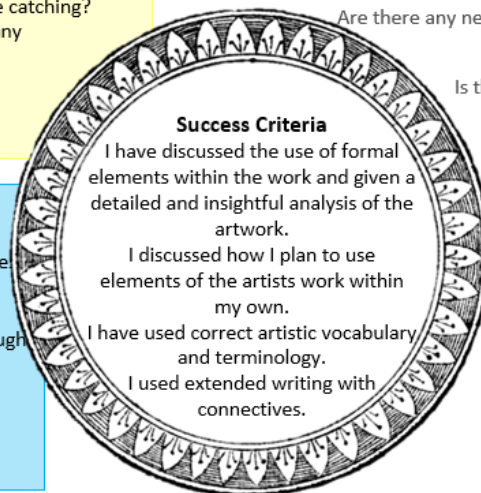 e catching?
any
Are there any ne
Is t
Success Criteria
I have discussed the use of formal
elements within the work and given a
detailed and insightful analysis of the
artwork.
I discussed how I plan to use
elements of the artists work within
my own.
I have used correct artistic vocabulary
and terminology.
I used extended writing with
connectives.
e
ugh